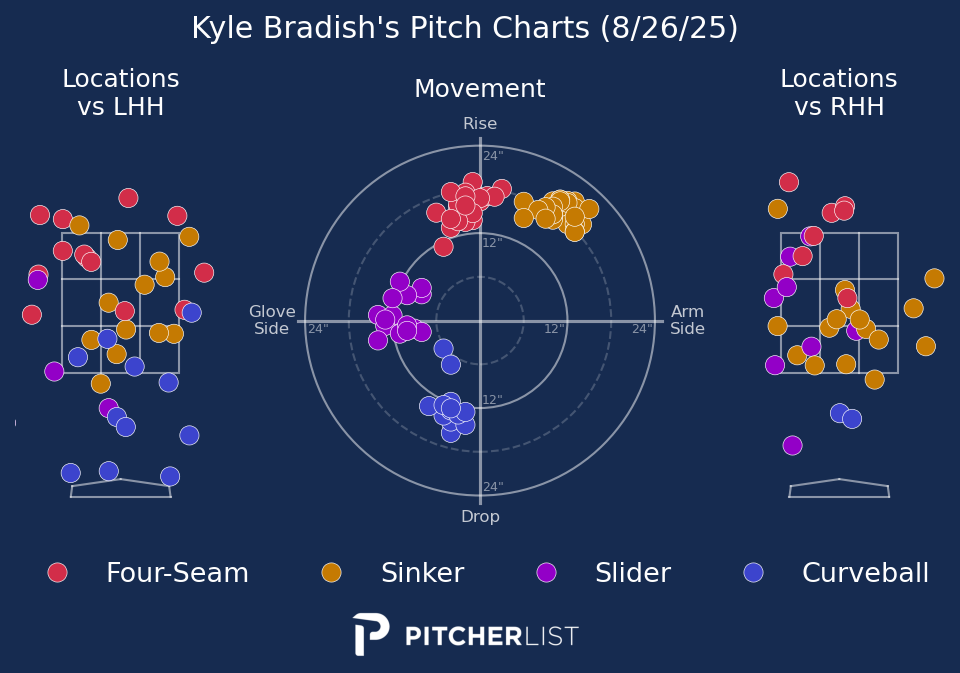 Kyle Bradish's Pitch Charts (8/26/25)
Locations
vs LHH
Movement
Locations
vs RHH
Rise
24"
12"
Glove
Side
24"
12"
24"
Arm
Side
12"
24"
Drop
Four-Seam
Sinker
Slider
Curveball
PITCHERLIST